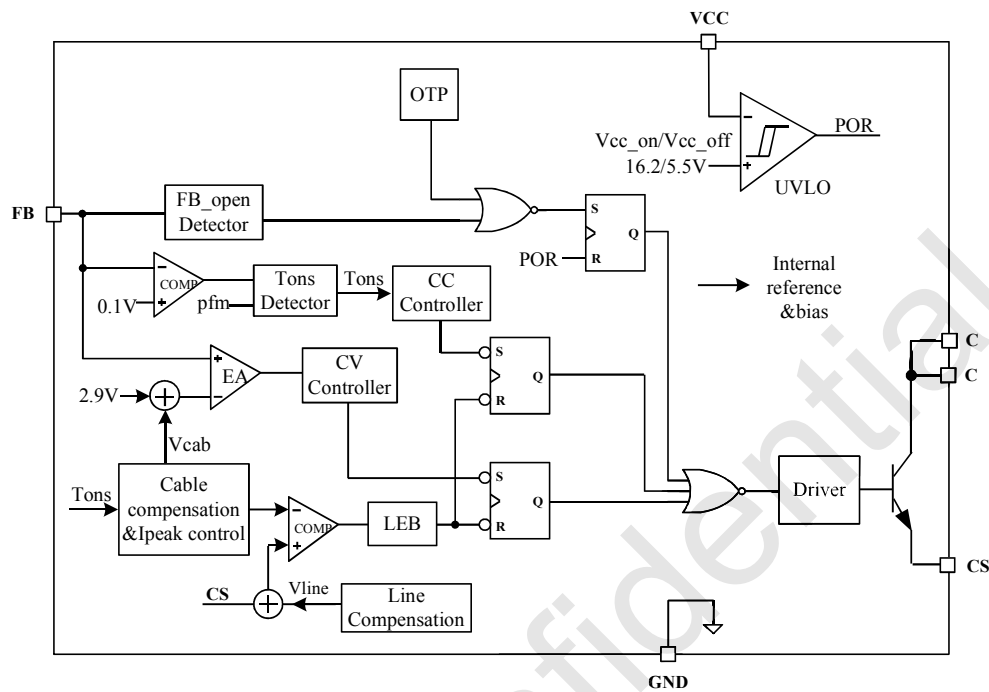 VCC
OTP
Vcc_on/Vcc_off
16.2/5.5V
POR
UVLO
FB
FB_open
Detector
S
Q
R
POR
COMP
0.1V
pfm
Tons
Detector
Tons
CC
Controller
Internal
reference
&bias
C
C
EA
2.9V
CV
Controller
S
Q
R
Vcab
Tons
Cable
compensation
&Ipeak control
COMP
LEB
S
Q
R
Driver
CS
CS
Vline
Line
Compensation
GND
nfidential